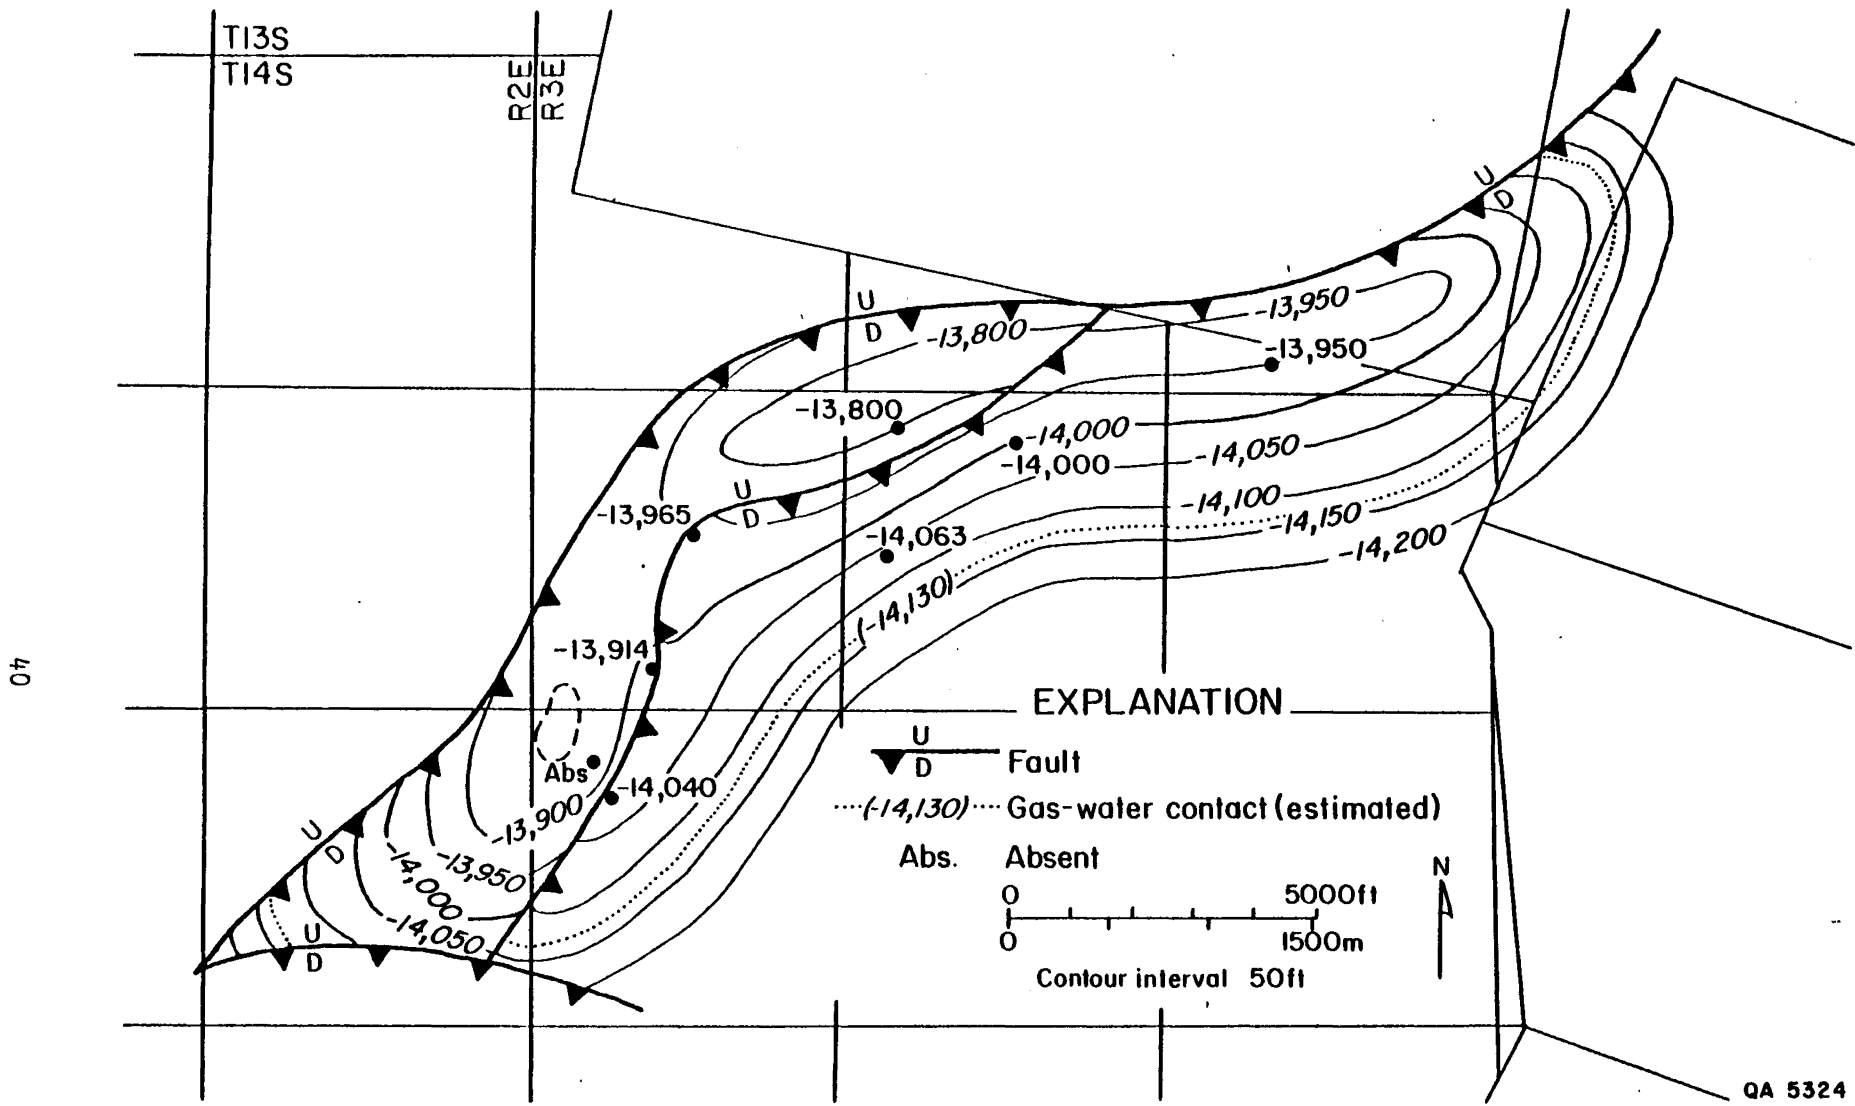 T13S
T14S
R2E
R3E
U
D
U
D
-13,950
-13,800
-13,950
-13,800
-14,000
-14,000
-14,050
-13,965
U
D
-14,100
-14,150
-14,063
-14,200
(-14,130)
-13,914
Abs
-14,040
-13,900
U
D
-13,950
-14,000
-14,050
U
D
EXPLANATION
U
D
Fault
(-14,130)
Gas-water contact (estimated)
Abs.
Absent
0
5000ft
0
1500m
Contour interval 50ft
N
40
QA 5324